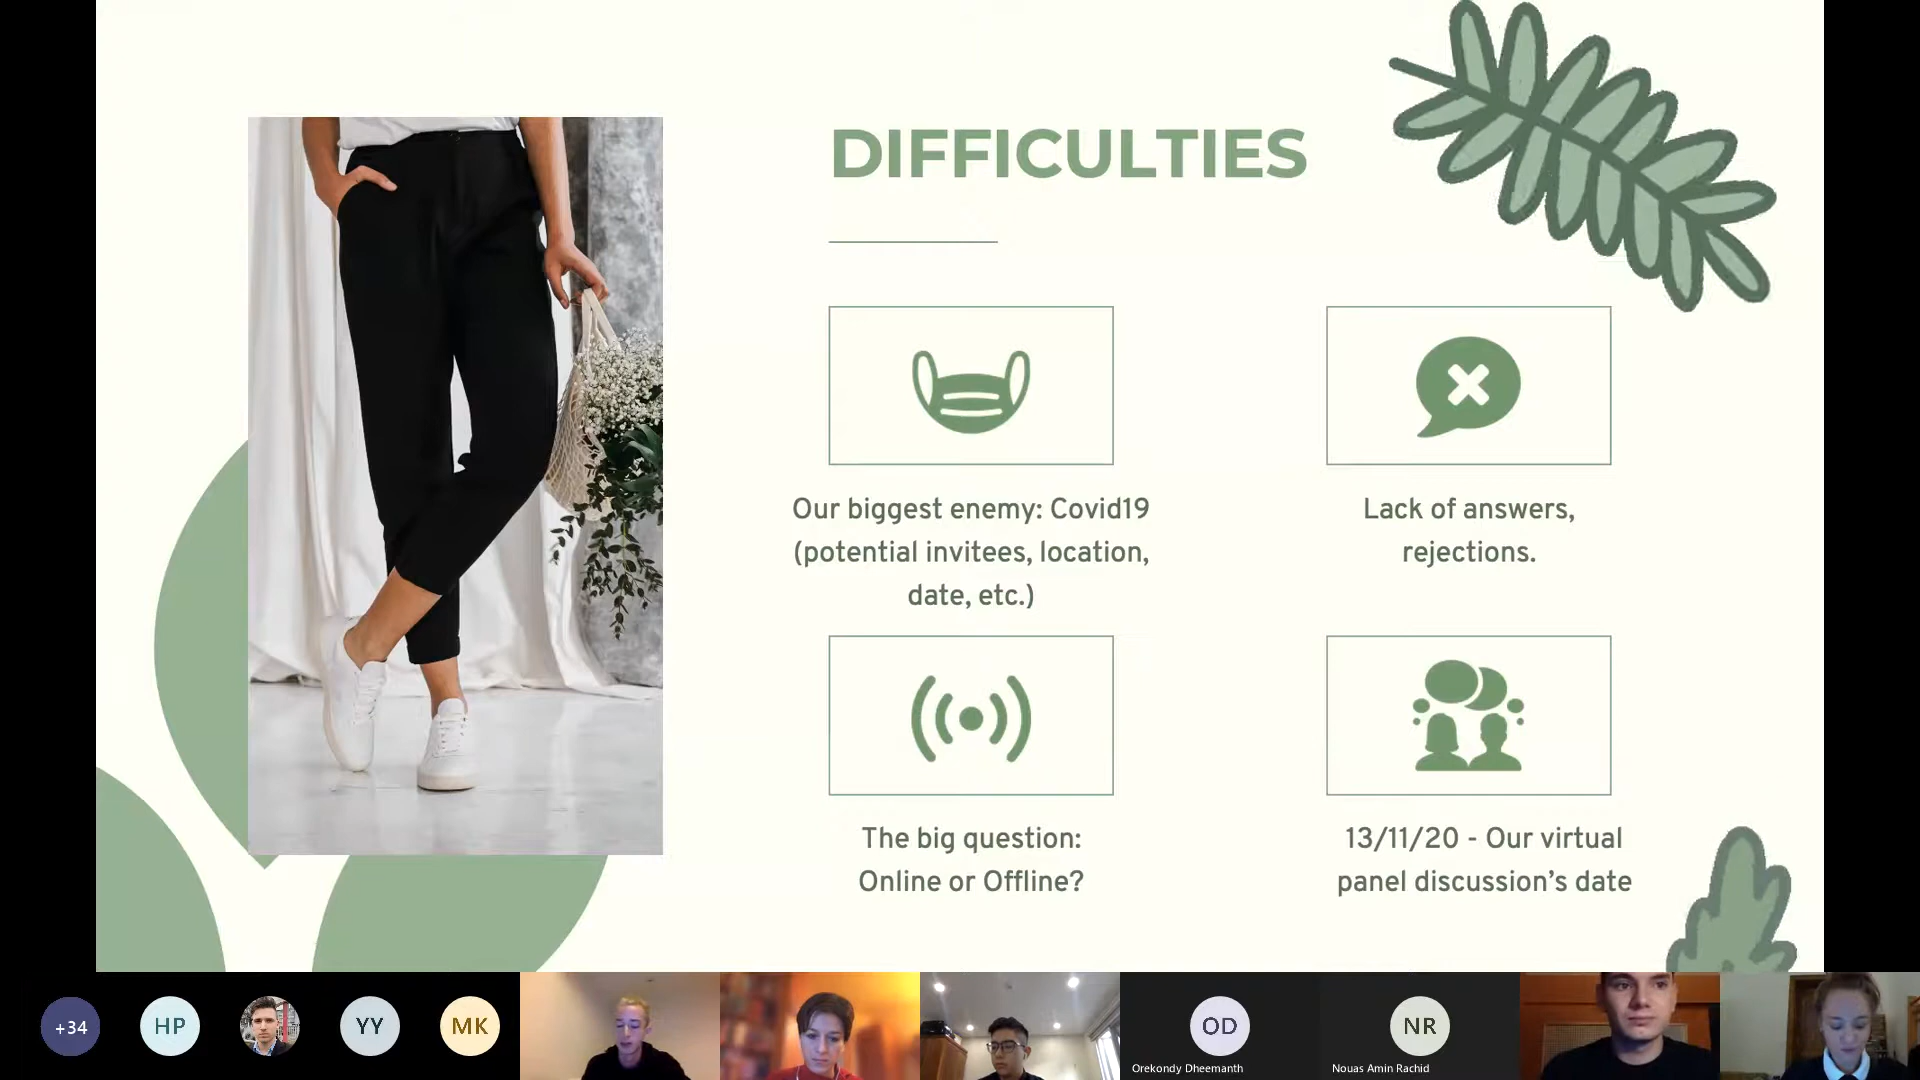 DIFFICULTIES
Our biggest enemy: Covid19
(potential invitees, location,
date, etc.)
Lack of answers,
rejections.
The big question:
Online or Offline?
13/11/20 - Our virtual
panel discussion's date
+34
HP
YY
MK
OD
Orekondy Dheemanth
NR
Nouas Amin Rachid